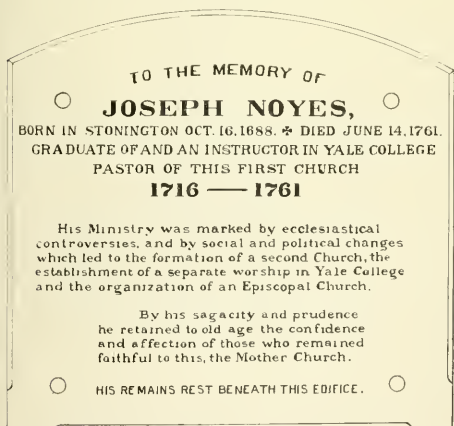 TO THE MEMORY OF
JOSEPH NOYES,
BORN IN STONINGTON OCT. 16, 1688. ✤ DIED JUNE 14, 1761.
GRADUATE OF AND AN INSTRUCTOR IN YALE COLLEGE
PASTOR OF THIS FIRST CHURCH
1716 — 1761
His Ministry was marked by ecclesiastical
controversies, and by social and political changes
which led to the formation of a second Church, the
establishment of a separate worship in Yale College
and the organization of an Episcopal Church.
By his sagacity and prudence
he retained to old age the confidence
and affection of those who remained
faithful to this, the Mother Church.
HIS REMAINS REST BENEATH THIS EDIFICE.